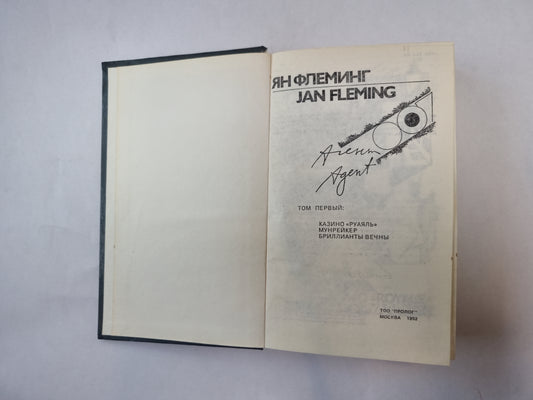 ЯН ФЛЕМИНГ
JAN FLEMING
Агент
Agent
ТОМ ПЕРВЫЙ:
КАЗИНО «РУАЯЛЬ»
МУНРЕЙКЕР
БРИЛЛИАНТЫ ВЕЧНЫ
ТОО "ПРОЛОГ"
МОСКВА 1992